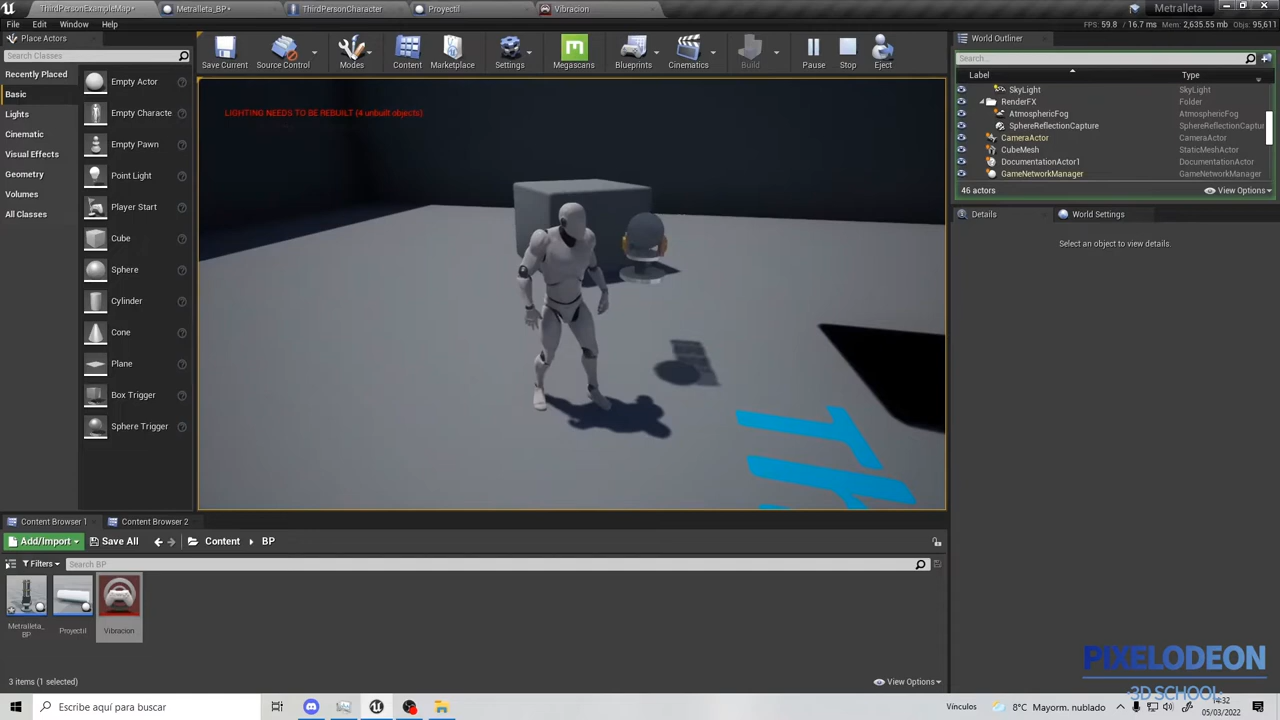 ThirdPersonExampleMap*
Metralleta_BP*
ThirdPersonCharacter
Proyectil
Vibracion
Metralleta
File
Edit
Window
Help
FPS: 59.8 / 16.7 ms
Mem: 2,635.55 mb
Objs: 95,611
Place Actors
Search Classes
Recently Placed
Basic
Lights
Cinematic
Visual Effects
Geometry
Volumes
All Classes
Empty Actor
Empty Characte
Empty Pawn
Point Light
Player Start
Cube
Sphere
Cylinder
Cone
Plane
Box Trigger
Sphere Trigger
Save Current
Source Control
Modes
Content
Marketplace
Settings
Megascans
Blueprints
Cinematics
Build
Pause
Stop
Eject
LIGHTING NEEDS TO BE REBUILT (4 unbuilt objects)
World Outliner
Search...
Label
Type
SkyLight
SkyLight
RenderFX
Folder
AtmosphericFog
AtmosphericFog
SphereReflectionCapture
SphereReflectionCaptur
CameraActor
CameraActor
CubeMesh
StaticMeshActor
DocumentationActor1
DocumentationActor
GameNetworkManager
GameNetworkManager
46 actors
View Options
Details
World Settings
Select an object to view details.
Content Browser 1
Content Browser 2
Add/Import
Save All
Content
BP
Filters
Search BP
Metralleta_
BP
Proyectil
Vibracion
3 items (1 selected)
View Options
PIXELODEON
3D SCHOOL
Escribe aquí para buscar
Vínculos
8°C Mayorm. nublado
14:32
05/03/2022